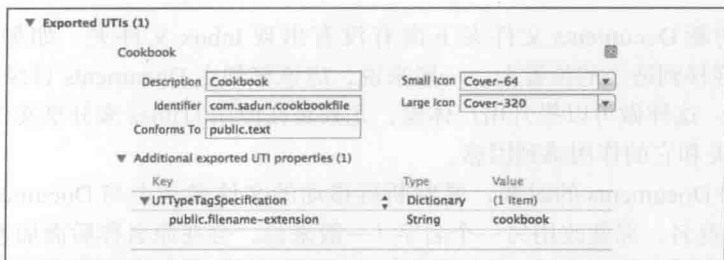 ▼ Exported UTIs (1)
Cookbook
Description Cookbook Small Icon Cover-64
Identifier com.sadun.cookbookfile Large Icon Cover-320
Conforms To public.text
▼ Additional exported UTI properties (1)
Key Type Value
▼ UTTypeTagSpecification Dictionary (1 item)
public.filename-extension String cookbook